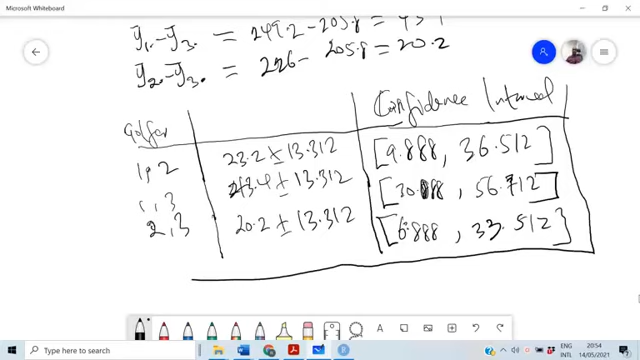 Microsoft Whiteboard
ȳ1. - ȳ3. = 249.2 - 205.8 = 43.4
ȳ2. - ȳ3. = 226 - 205.8 = 20.2
Golfer Confidence Interval
1, 2 23.2 ± 13.312 [9.888, 36.512]
1, 3 43.4 ± 13.312 [30.088, 56.712]
2, 3 20.2 ± 13.312 [6.888, 33.512]
Type here to search
ENG
INTL
20:54
14/05/2021